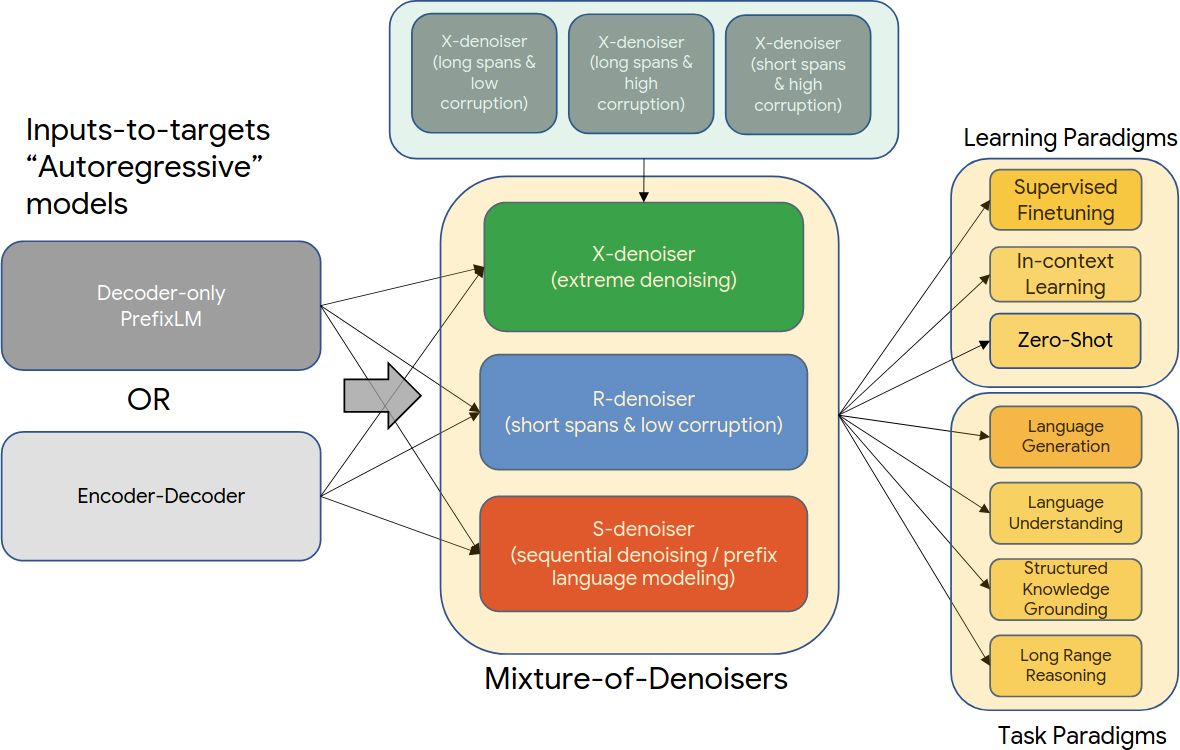 X-denoiser
(long spans &
low
corruption)
X-denoiser
(long spans &
high
corruption)
X-denoiser
(short spans
& high
corruption)
Inputs-to-targets
“Autoregressive”
models
Decoder-only
PrefixLM
OR
Encoder-Decoder
X-denoiser
(extreme denoising)
R-denoiser
(short spans & low corruption)
S-denoiser
(sequential denoising / prefix
language modeling)
Mixture-of-Denoisers
Learning Paradigms
Supervised
Finetuning
In-context
Learning
Zero-Shot
Language
Generation
Language
Understanding
Structured
Knowledge
Grounding
Long Range
Reasoning
Task Paradigms